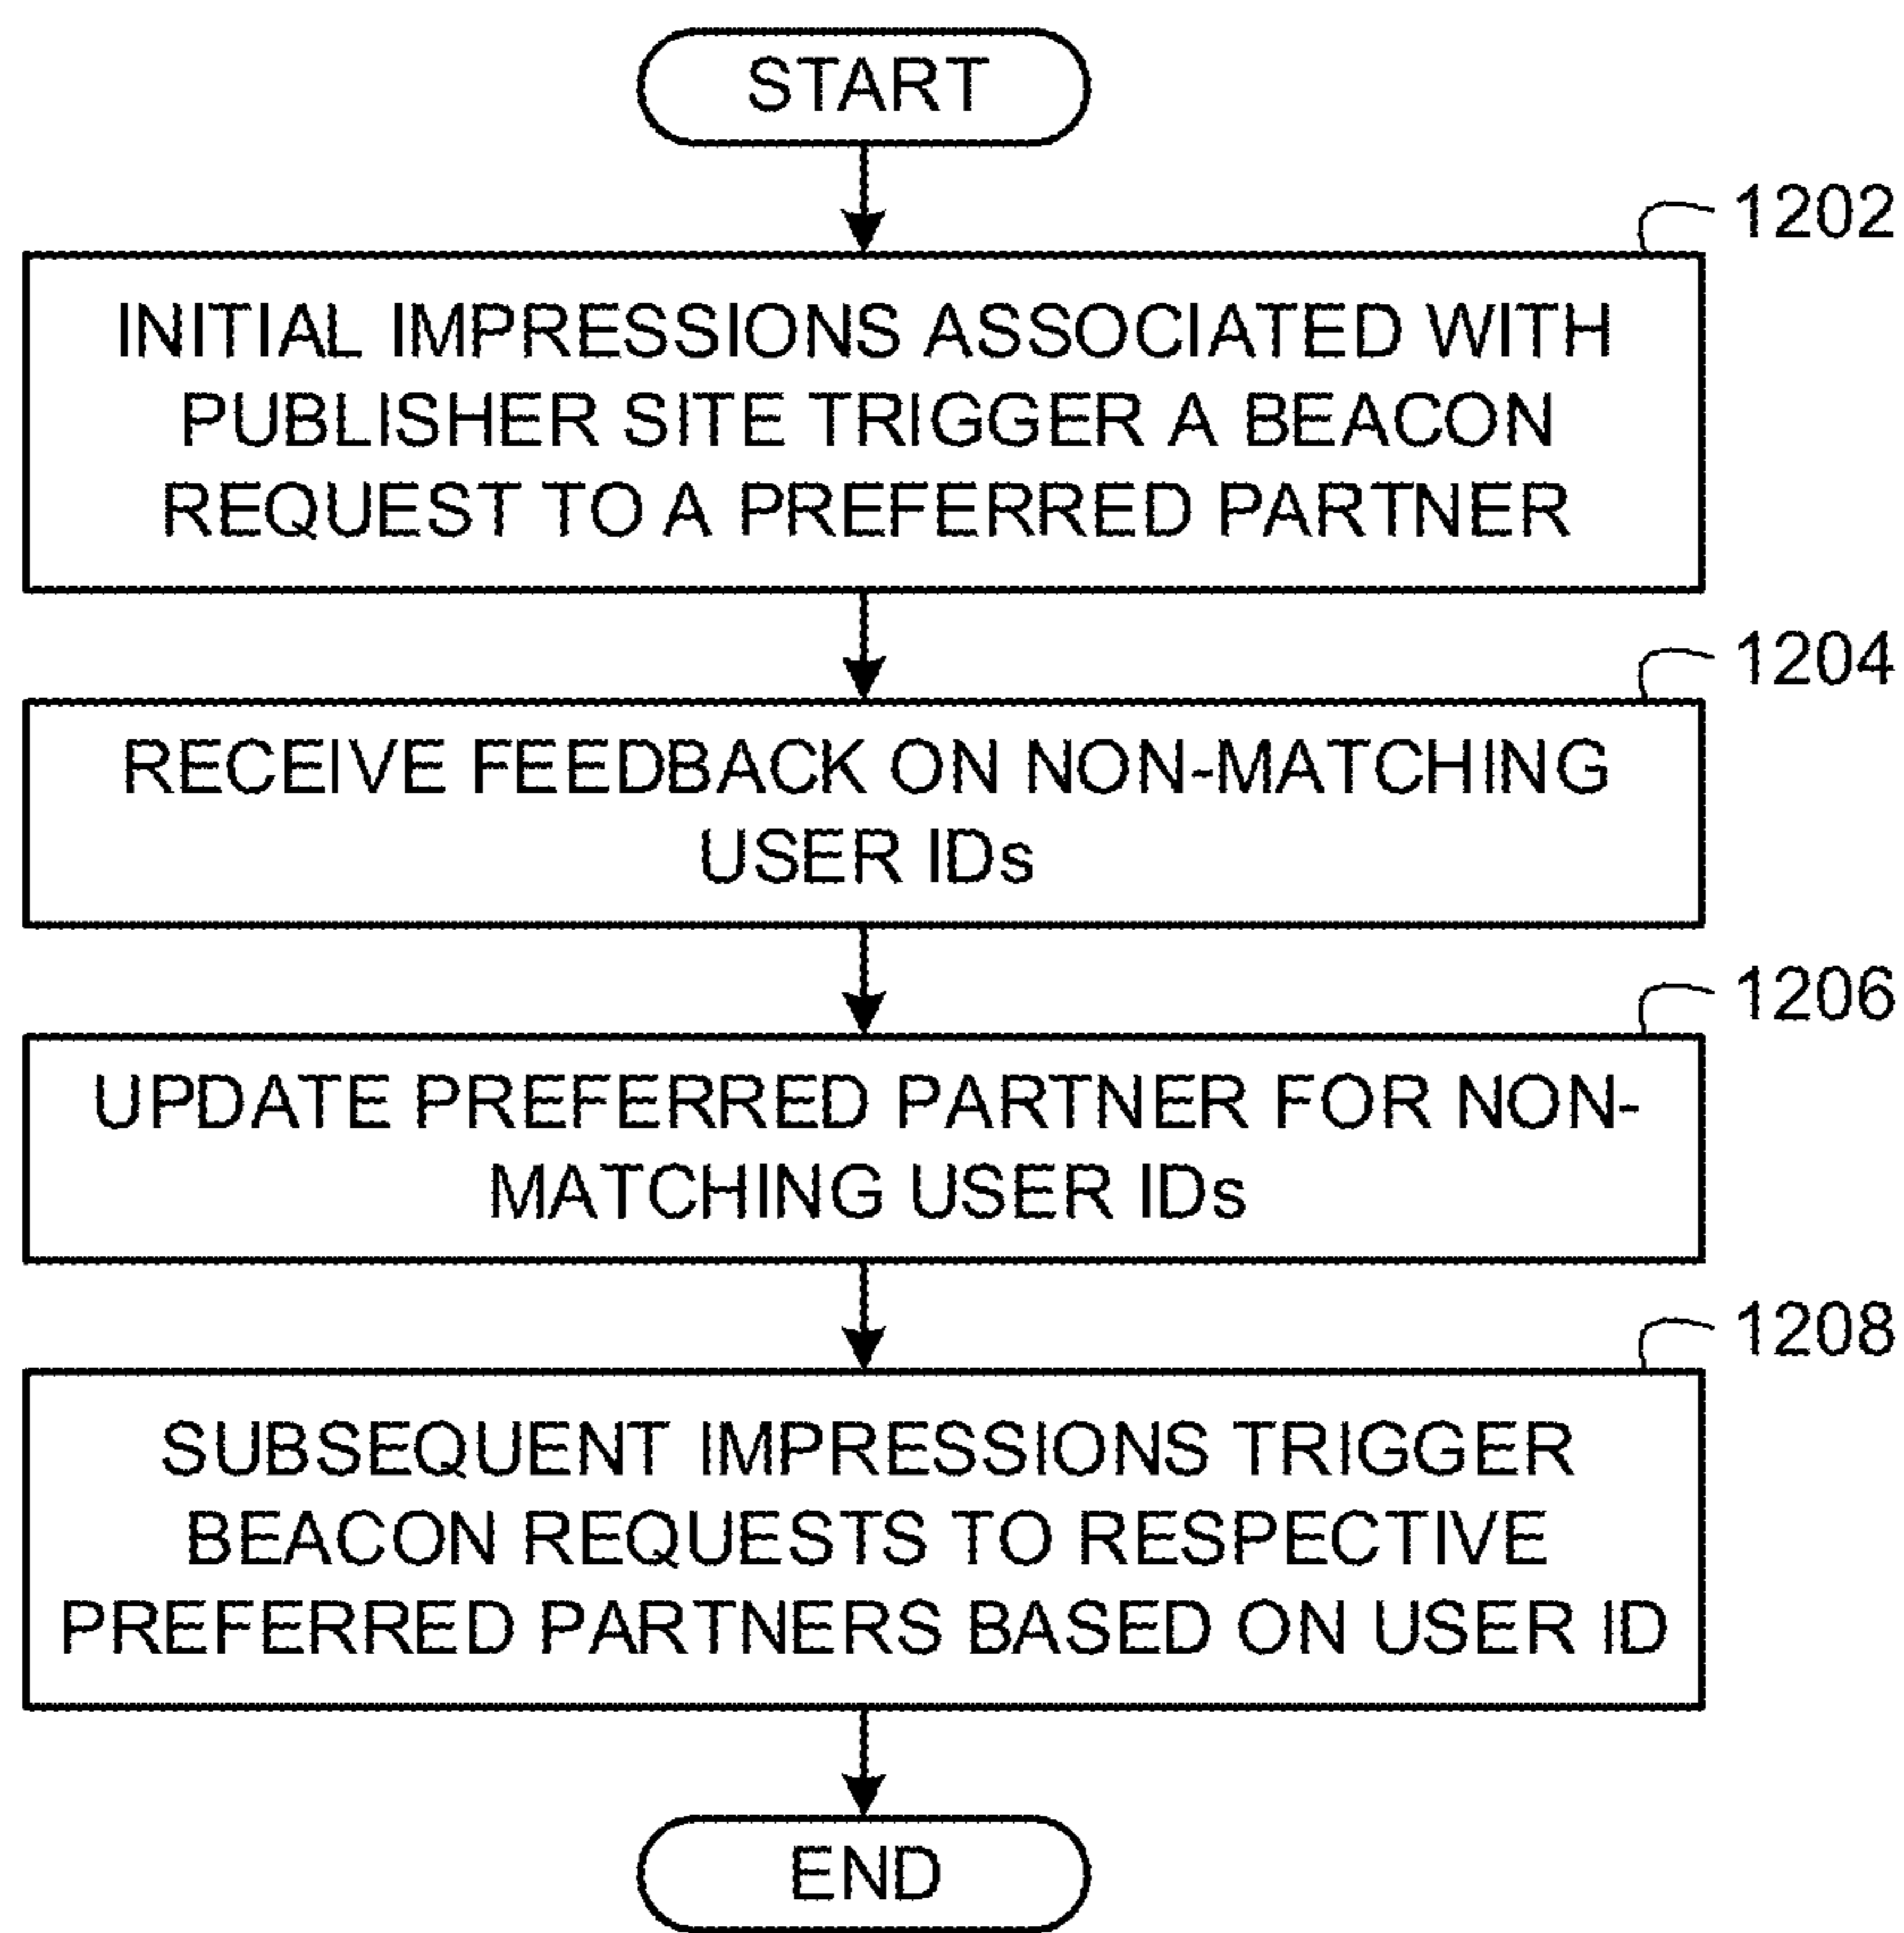 START
1202
INITIAL IMPRESSIONS ASSOCIATED WITH
PUBLISHER SITE TRIGGER A BEACON
REQUEST TO A PREFERRED PARTNER
1204
RECEIVE FEEDBACK ON NON-MATCHING
USER IDs
1206
UPDATE PREFERRED PARTNER FOR NON-
MATCHING USER IDs
1208
SUBSEQUENT IMPRESSIONS TRIGGER
BEACON REQUESTS TO RESPECTIVE
PREFERRED PARTNERS BASED ON USER ID
END